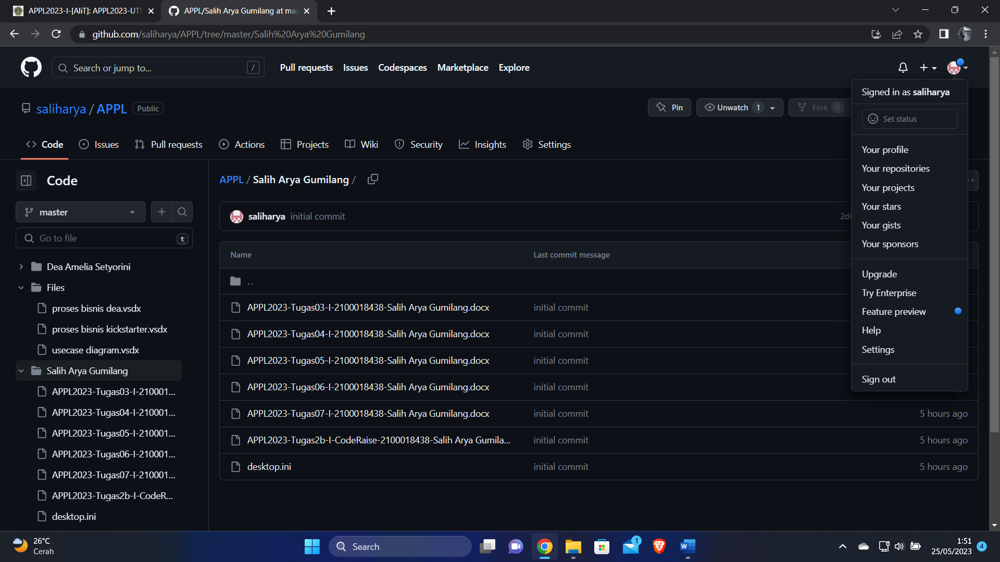 APPL2023-I-[AliT]: APPL2023-UTS
APPL/Salih Arya Gumilang at mas
github.com/saliharya/APPL/tree/master/Salih%20Arya%20Gumilang
Search or jump to...
/
Pull requests
Issues
Codespaces
Marketplace
Explore
Signed in as saliharya
Set status
Your profile
Your repositories
Your projects
Your stars
Your gists
Your sponsors
Upgrade
Try Enterprise
Feature preview
Help
Settings
Sign out
saliharya / APPL
Public
Pin
Unwatch 1
Fork 0
Code
Issues
Pull requests
Actions
Projects
Wiki
Security
Insights
Settings
Code
master
Go to file
t
Dea Amelia Setyorini
Files
proses bisnis dea.vsdx
proses bisnis kickstarter.vsdx
usecase diagram.vsdx
Salih Arya Gumilang
APPL2023-Tugas03-I-210001...
APPL2023-Tugas04-I-210001...
APPL2023-Tugas05-I-210001...
APPL2023-Tugas06-I-210001...
APPL2023-Tugas07-I-210001...
APPL2023-Tugas2b-I-CodeR...
desktop.ini
APPL / Salih Arya Gumilang /
saliharya initial commit
Name
Last commit message
..
APPL2023-Tugas03-I-2100018438-Salih Arya Gumilang.docx initial commit
APPL2023-Tugas04-I-2100018438-Salih Arya Gumilang.docx initial commit
APPL2023-Tugas05-I-2100018438-Salih Arya Gumilang.docx initial commit
APPL2023-Tugas06-I-2100018438-Salih Arya Gumilang.docx initial commit
APPL2023-Tugas07-I-2100018438-Salih Arya Gumilang.docx initial commit 5 hours ago
APPL2023-Tugas2b-I-CodeRaise-2100018438-Salih Arya Gumila... initial commit 5 hours ago
desktop.ini initial commit 5 hours ago
26°C
Cerah
Search
1
W
1:51
25/05/2023
4